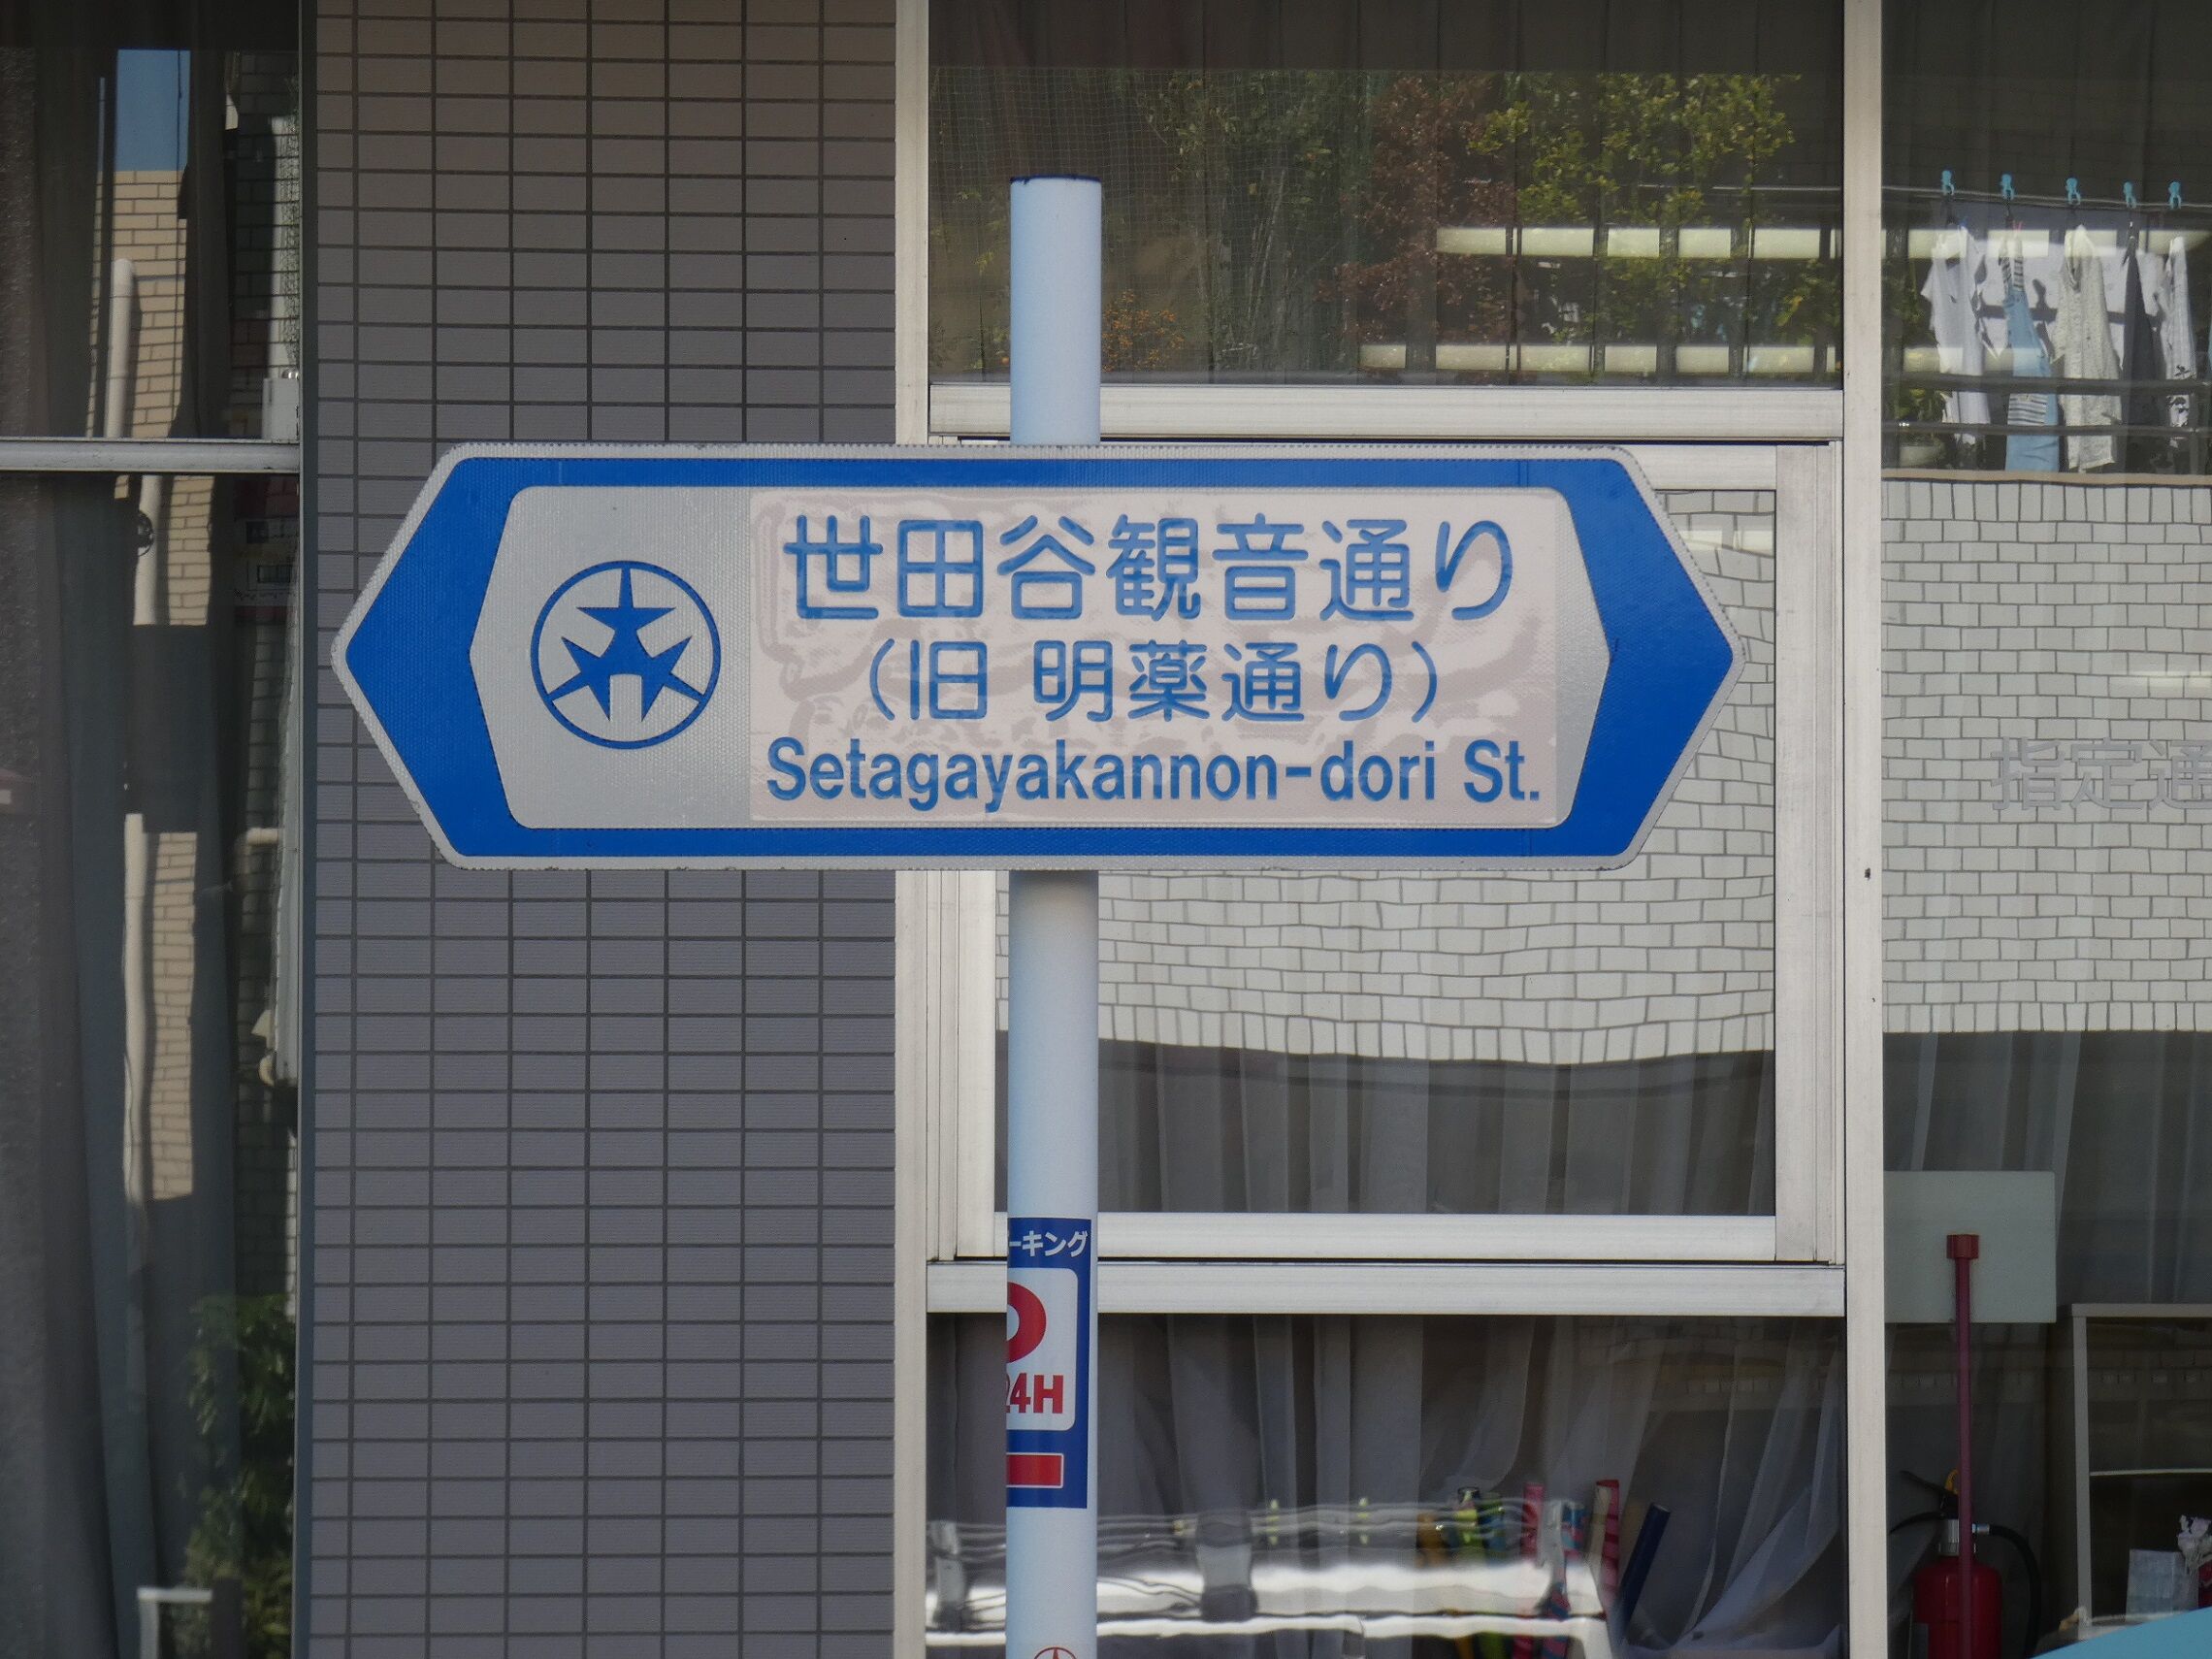 世田谷観音通り
（旧 明薬通り）
Setagayakannon-dori St.
ーキング
24H
指定通